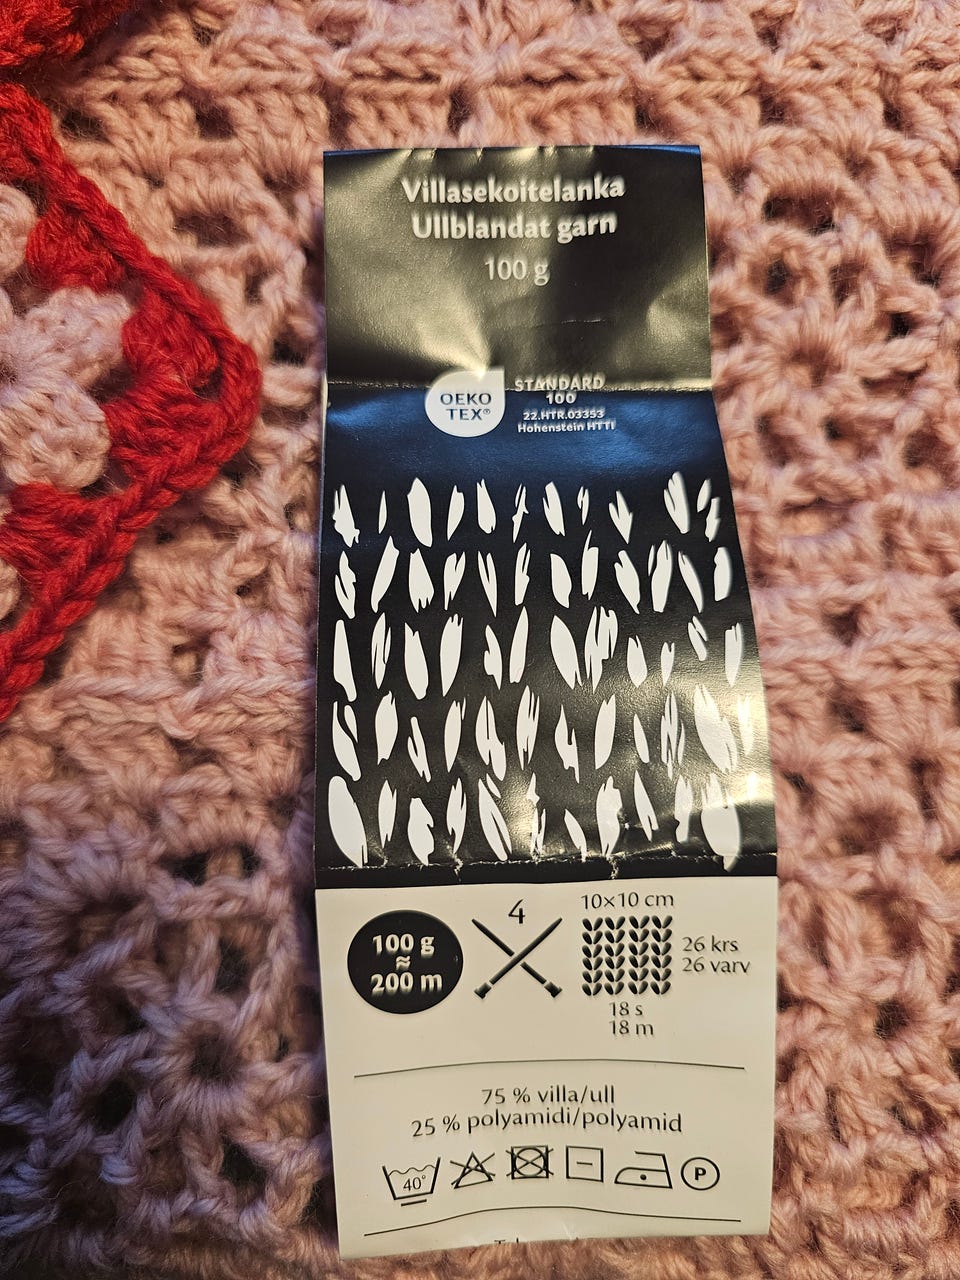 Villasekoitelanka
Ullblandat garn
100 g
OEKO
TEX®
STANDARD
100
22.HTR.03353
Hohenstein HTTI
100 g
≈
200 m
4
10×10 cm
26 krs
26 varv
18 s
18 m
75 % villa/ull
25 % polyamidi/polyamid
40°
P